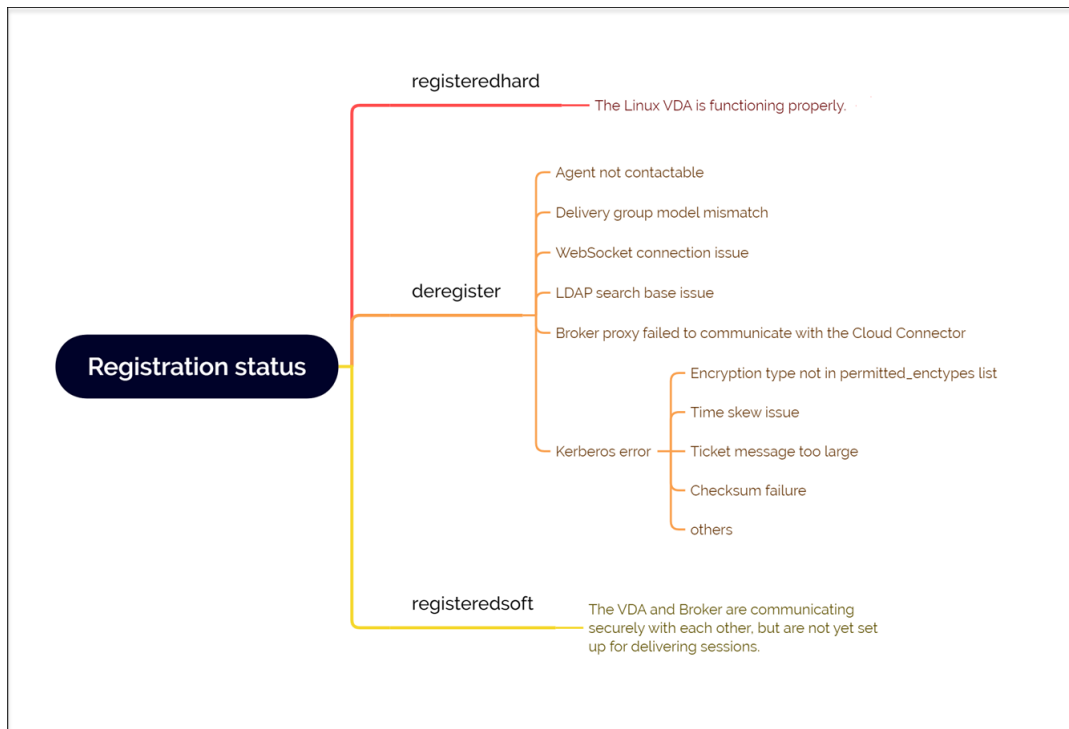 registeredhard
The Linux VDA is functioning properly.
Agent not contactable
Delivery group model mismatch
WebSocket connection issue
deregister
LDAP search base issue
Broker proxy failed to communicate with the Cloud Connector
Registration status
Encryption type not in permitted_enctypes list
Time skew issue
Kerberos error
Ticket message too large
Checksum failure
others
registeredsoft
The VDA and Broker are communicating
securely with each other, but are not yet set
up for delivering sessions.